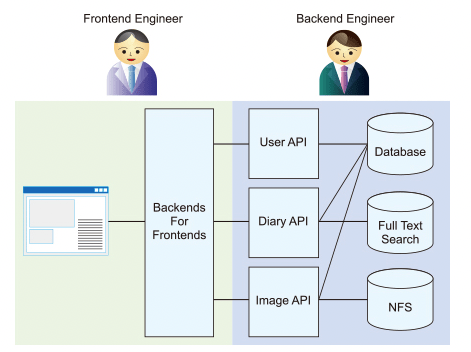 Frontend Engineer
Backend Engineer
User API
Database
Backends
For
Frontends
Diary API
Full Text
Search
Image API
NFS